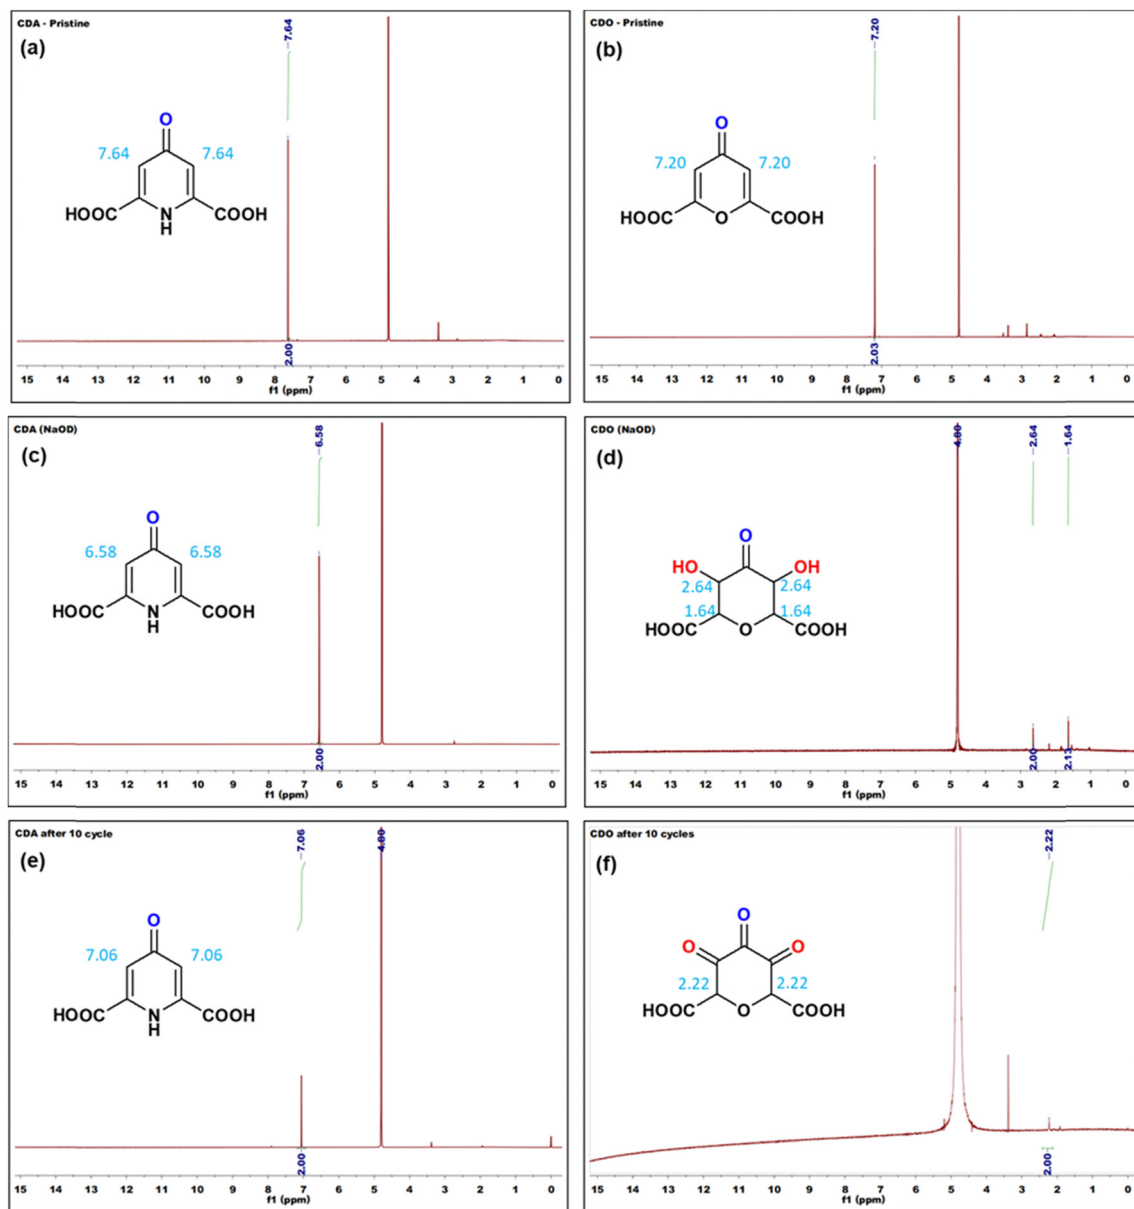 CDA - Pristine
(a)
7.64
O
7.64 7.64
HOOC N H COOH
2.00
15 14 13 12 11 10 9 8 7 6 5 4 3 2 1 0
f1 (ppm)
CDO - Pristine
(b)
7.20
O
7.20 7.20
HOOC O COOH
2.03
15 14 13 12 11 10 9 8 7 6 5 4 3 2 1 0
f1 (ppm)
CDA (NaOD)
(c)
6.58
O
6.58 6.58
HOOC N H COOH
2.00
15 14 13 12 11 10 9 8 7 6 5 4 3 2 1 0
f1 (ppm)
CDO (NaOD)
(d)
4.80 2.64 1.64
O
HO OH
2.64 2.64
1.64 1.64
HOOC O COOH
2.00 2.13
15 14 13 12 11 10 9 8 7 6 5 4 3 2 1 0
f1 (ppm)
CDA after 10 cycle
(e)
7.06 4.80
O
7.06 7.06
HOOC N H COOH
2.00
15 14 13 12 11 10 9 8 7 6 5 4 3 2 1 0
f1 (ppm)
CDO after 10 cycles
(f)
2.22
O
O O
2.22 2.22
HOOC O COOH
2.00
15 14 13 12 11 10 9 8 7 6 5 4 3 2 1 0
f1 (ppm)